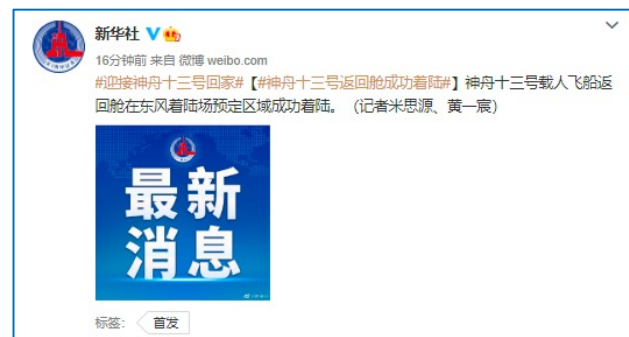 新华社
16分钟前 来自 微博 weibo.com
#迎接神舟十三号回家#【#神舟十三号返回舱成功着陆#】神舟十三号载人飞船返
回舱在东风着陆场预定区域成功着陆。（记者米思源、黄一宸）
最新
消息
标签：
首发